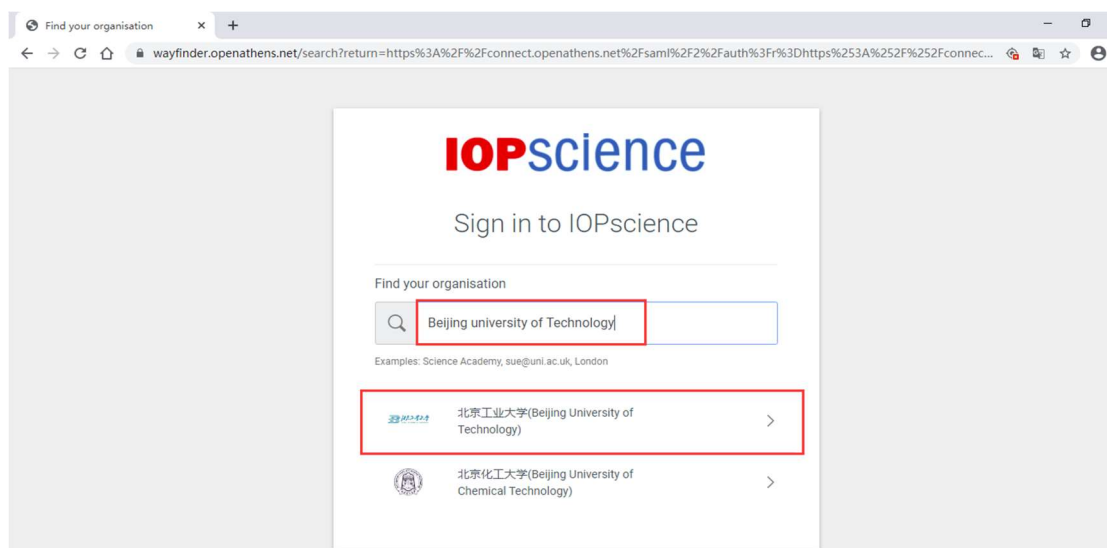 Find your organisation
wayfinder.openathens.net/search?return=https%3A%2F%2Fconnect.openathens.net%2Fsaml%2F2%2Fauth%3Fr%3Dhttps%253A%252F%252Fconnec...
IOPscience
Sign in to IOPscience
Find your organisation
Beijing university of Technology
Examples: Science Academy, sue@uni.ac.uk, London
北京工业大学(Beijing University of
Technology)
北京化工大学(Beijing University of
Chemical Technology)